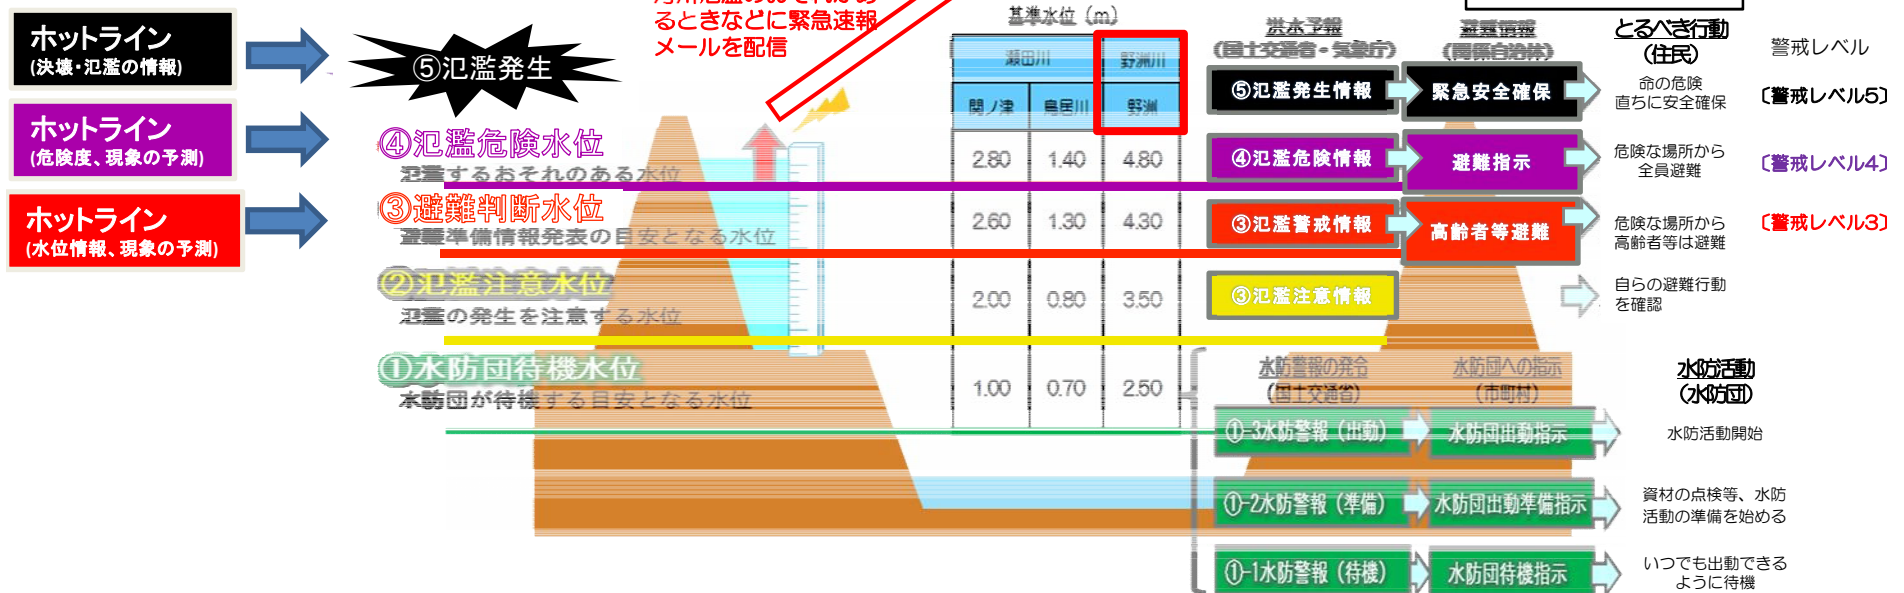 ホットライン
(決壊・氾濫の情報)
ホットライン
(危険度、現象の予測)
ホットライン
(水位情報、現象の予測)
るときなどに緊急速報
メールを配信
⑤氾濫発生
④氾濫危険水位
氾濫するおそれのある水位
③避難判断水位
避難準備情報発表の目安となる水位
②氾濫注意水位
氾濫の発生を注意する水位
①水防団待機水位
水防団が待機する目安となる水位
基準水位（m）
瀬田川 野洲川
関ノ津 鳥居川 野洲
2.80 1.40 4.80
2.60 1.30 4.30
2.00 0.80 3.50
1.00 0.70 2.50
洪水予報
(国土交通省・気象庁)
避難情報
(関係自治体)
とるべき行動
(住民)
警戒レベル
⑤氾濫発生情報
緊急安全確保
命の危険
直ちに安全確保
〔警戒レベル5〕
④氾濫危険情報
避難指示
危険な場所から
全員避難
〔警戒レベル4〕
③氾濫警戒情報
高齢者等避難
危険な場所から
高齢者等は避難
〔警戒レベル3〕
③氾濫注意情報
自らの避難行動
を確認
水防警報の発令
(国土交通省)
水防団への指示
(市町村)
水防活動
(水防団)
①-3水防警報（出動）
水防団出動指示
水防活動開始
①-2水防警報（準備）
水防団出動準備指示
資材の点検等、水防
活動の準備を始める
①-1水防警報（待機）
水防団待機指示
いつでも出動できる
ように待機